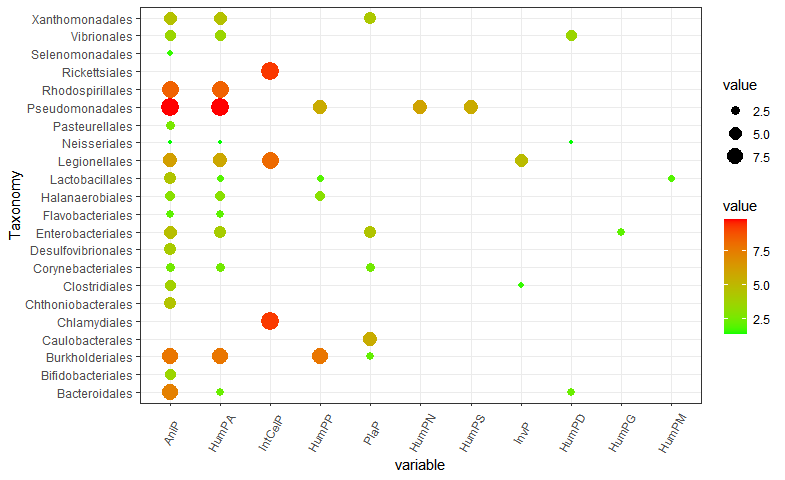 Taxonomy
Xanthomonadales
Vibrionales
Selenomonadales
Rickettsiales
Rhodospirillales
Pseudomonadales
Pasteurellales
Neisseriales
Legionellales
Lactobacillales
Halanaerobiales
Flavobacteriales
Enterobacterales
Desulfovibrionales
Corynebacteriales
Clostridiales
Chthoniobacterales
Chlamydiales
Caulobacterales
Burkholderiales
Bifidobacteriales
Bacteroidales
AniP
HumPA
IntCelP
HumPP
PlaP
HumPN
HumPS
InvP
HumPD
HumPG
HumPM
variable
value
2.5
5.0
7.5
value
7.5
5.0
2.5